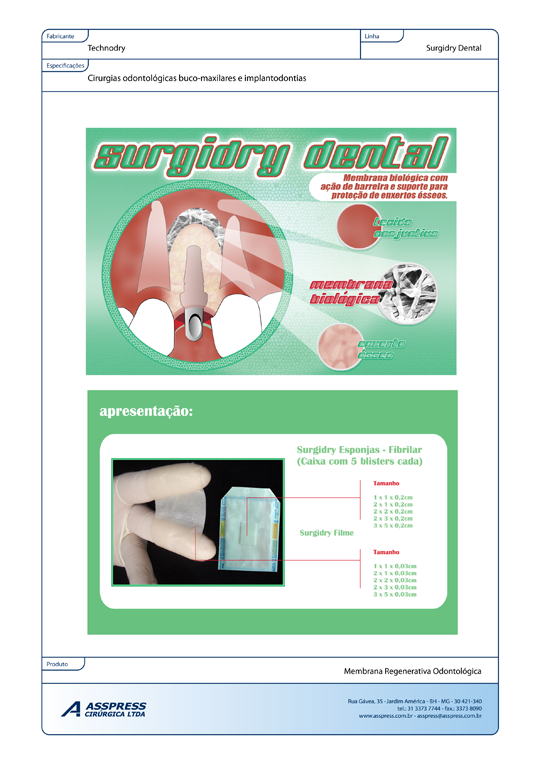 Fabricante
Technodry
Linha
Surgidry Dental
Especificações
Cirurgias odontológicas buco-maxilares e implantodontias
surgidry dental
Membrana biológica com
ação de barreira e suporte para
proteção de enxertos ósseos.
tecido
conjuntivo
membrana
biológica
enxerto
ósseo
apresentação:
Surgidry Esponjas - Fibrilar
(Caixa com 5 blisters cada)
Tamanho
1 x 1 x 0,2cm
2 x 1 x 0,2cm
2 x 2 x 0,2cm
2 x 3 x 0,2cm
3 x 5 x 0,2cm
Surgidry Filme
Tamanho
1 x 1 x 0,03cm
2 x 1 x 0,03cm
2 x 2 x 0,03cm
2 x 3 x 0,03cm
3 x 5 x 0,03cm
Produto
Membrana Regenerativa Odontológica
ASSPRESS
CIRÚRGICA LTDA
Rua Gávea, 35 - Jardim América - BH - MG - 30 421-340
tel.: 31 3373 7744 - fax.: 3373 8090
www.asspress.com.br - asspress@asspress.com.br